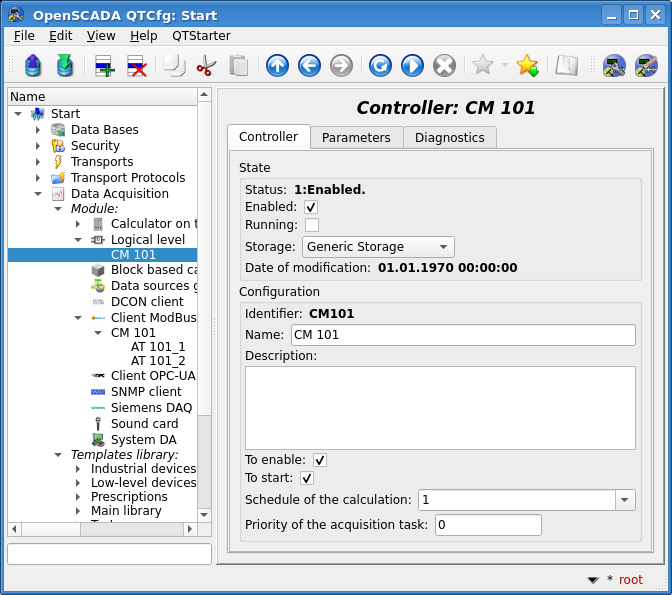 OpenSCADA QTCfg: Start
File Edit View Help QTStarter
Name
Start
Data Bases
Security
Transports
Transport Protocols
Data Acquisition
Module:
Calculator on t
Logical level
CM 101
Block based ca
Data sources g
DCON client
Client ModBus
CM 101
AT 101_1
AT 101_2
Client OPC-UA
SNMP client
Siemens DAQ
Sound card
System DA
Templates library:
Industrial devices
Low-level devices
Prescriptions
Main library
Controller: CM 101
Controller Parameters Diagnostics
State
Status: 1:Enabled.
Enabled:
Running:
Storage: Generic Storage
Date of modification: 01.01.1970 00:00:00
Configuration
Identifier: CM101
Name: CM 101
Description:
To enable:
To start:
Schedule of the calculation: 1
Priority of the acquisition task: 0
* root